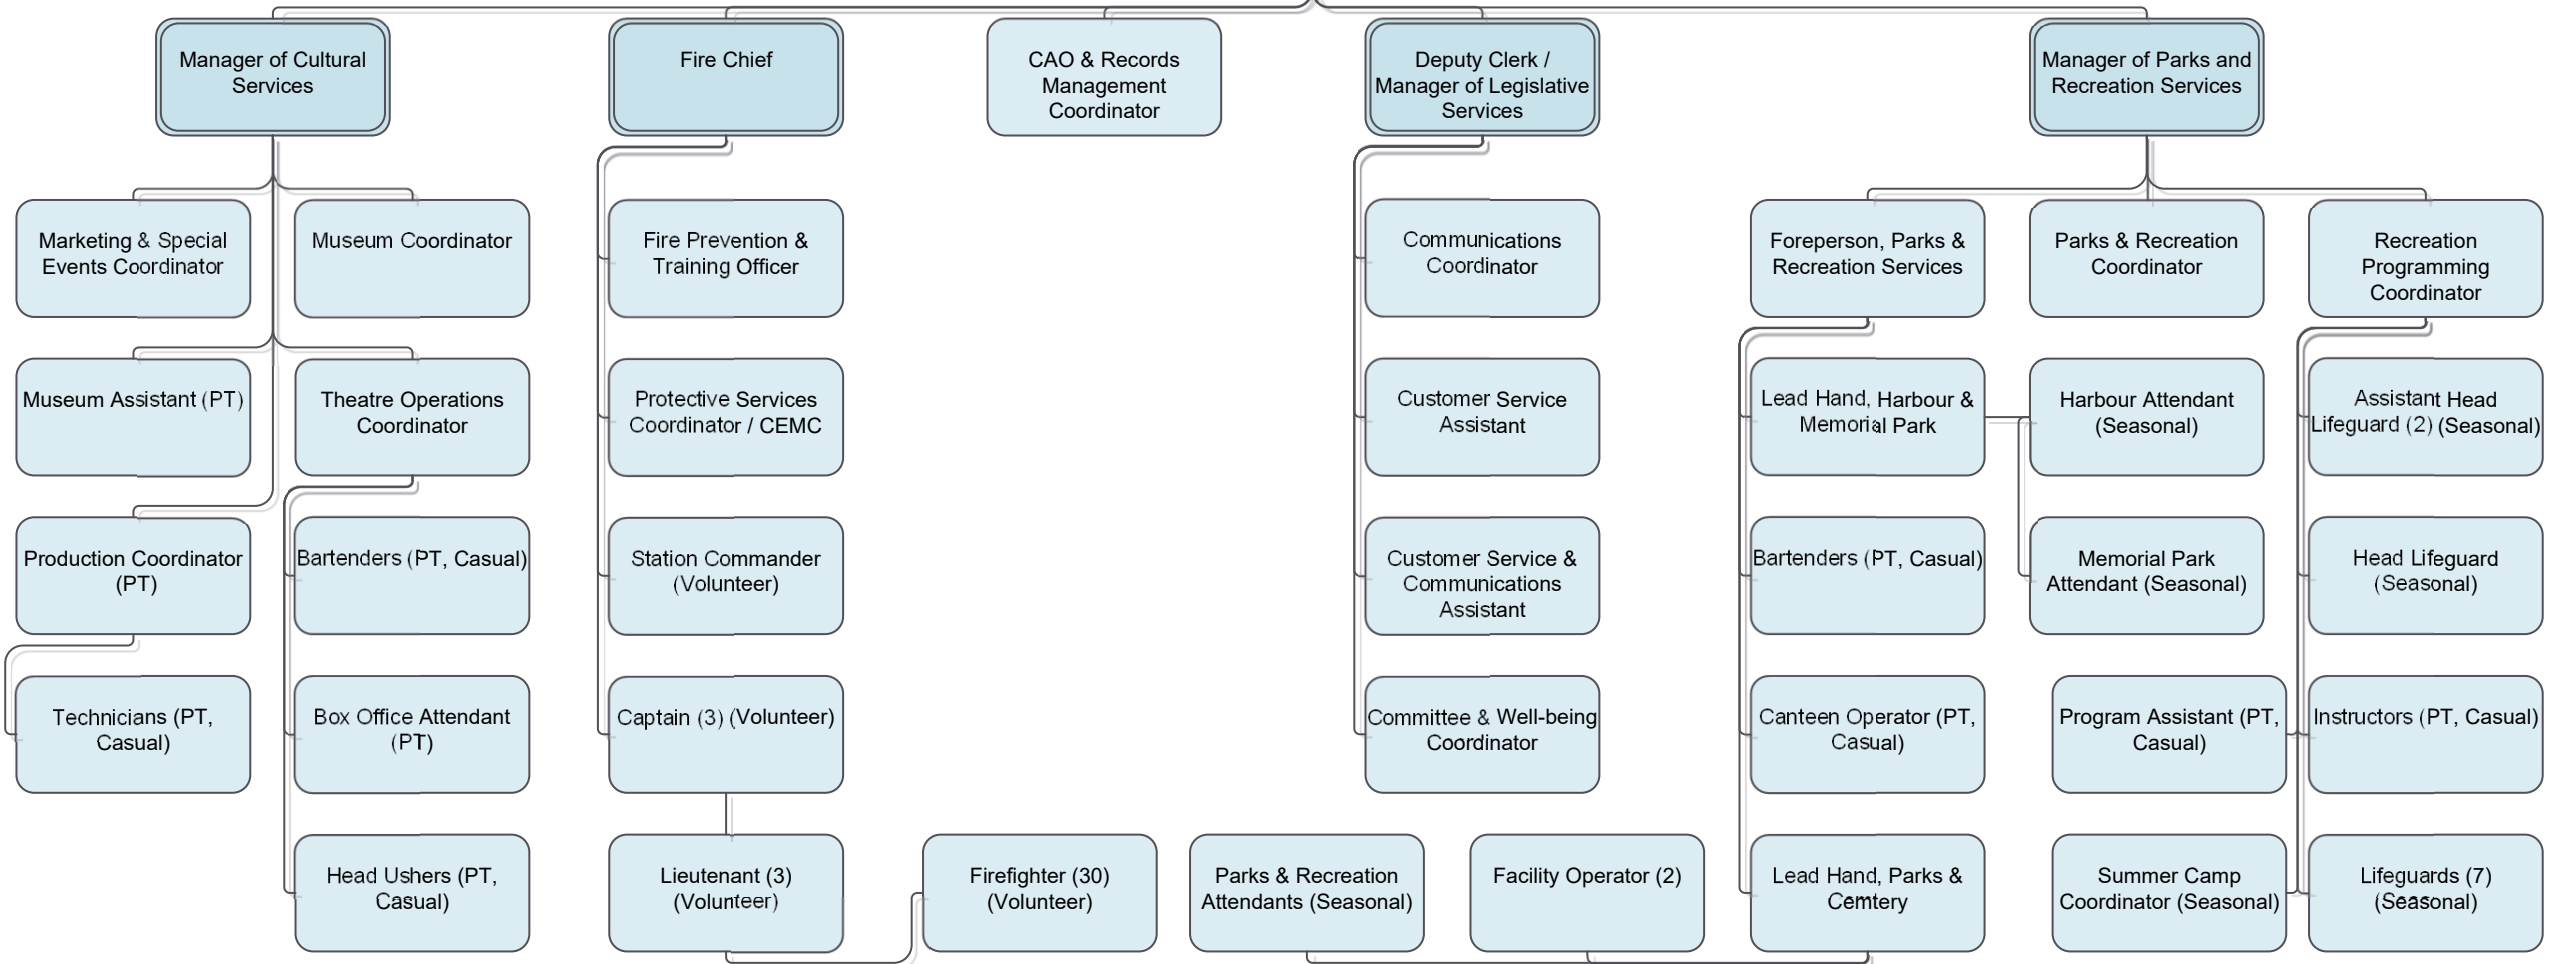 Manager of Cultural
Services
Fire Chief
CAO & Records
Management
Coordinator
Deputy Clerk /
Manager of Legislative
Services
Manager of Parks and
Recreation Services
Marketing & Special
Events Coordinator
Museum Coordinator
Fire Prevention &
Training Officer
Communications
Coordinator
Foreperson, Parks &
Recreation Services
Parks & Recreation
Coordinator
Recreation
Programming
Coordinator
Museum Assistant (PT)
Theatre Operations
Coordinator
Protective Services
Coordinator / CEMC
Customer Service
Assistant
Lead Hand, Harbour &
Memorial Park
Harbour Attendant
(Seasonal)
Assistant Head
Lifeguard (2) (Seasonal)
Production Coordinator
(PT)
Bartenders (PT, Casual)
Station Commander
(Volunteer)
Customer Service &
Communications
Assistant
Bartenders (PT, Casual)
Memorial Park
Attendant (Seasonal)
Head Lifeguard
(Seasonal)
Technicians (PT,
Casual)
Box Office Attendant
(PT)
Captain (3) (Volunteer)
Committee & Well-being
Coordinator
Canteen Operator (PT,
Casual)
Program Assistant (PT,
Casual)
Instructors (PT, Casual)
Head Ushers (PT,
Casual)
Lieutenant (3)
(Volunteer)
Firefighter (30)
(Volunteer)
Parks & Recreation
Attendants (Seasonal)
Facility Operator (2)
Lead Hand, Parks &
Cemtery
Summer Camp
Coordinator (Seasonal)
Lifeguards (7)
(Seasonal)